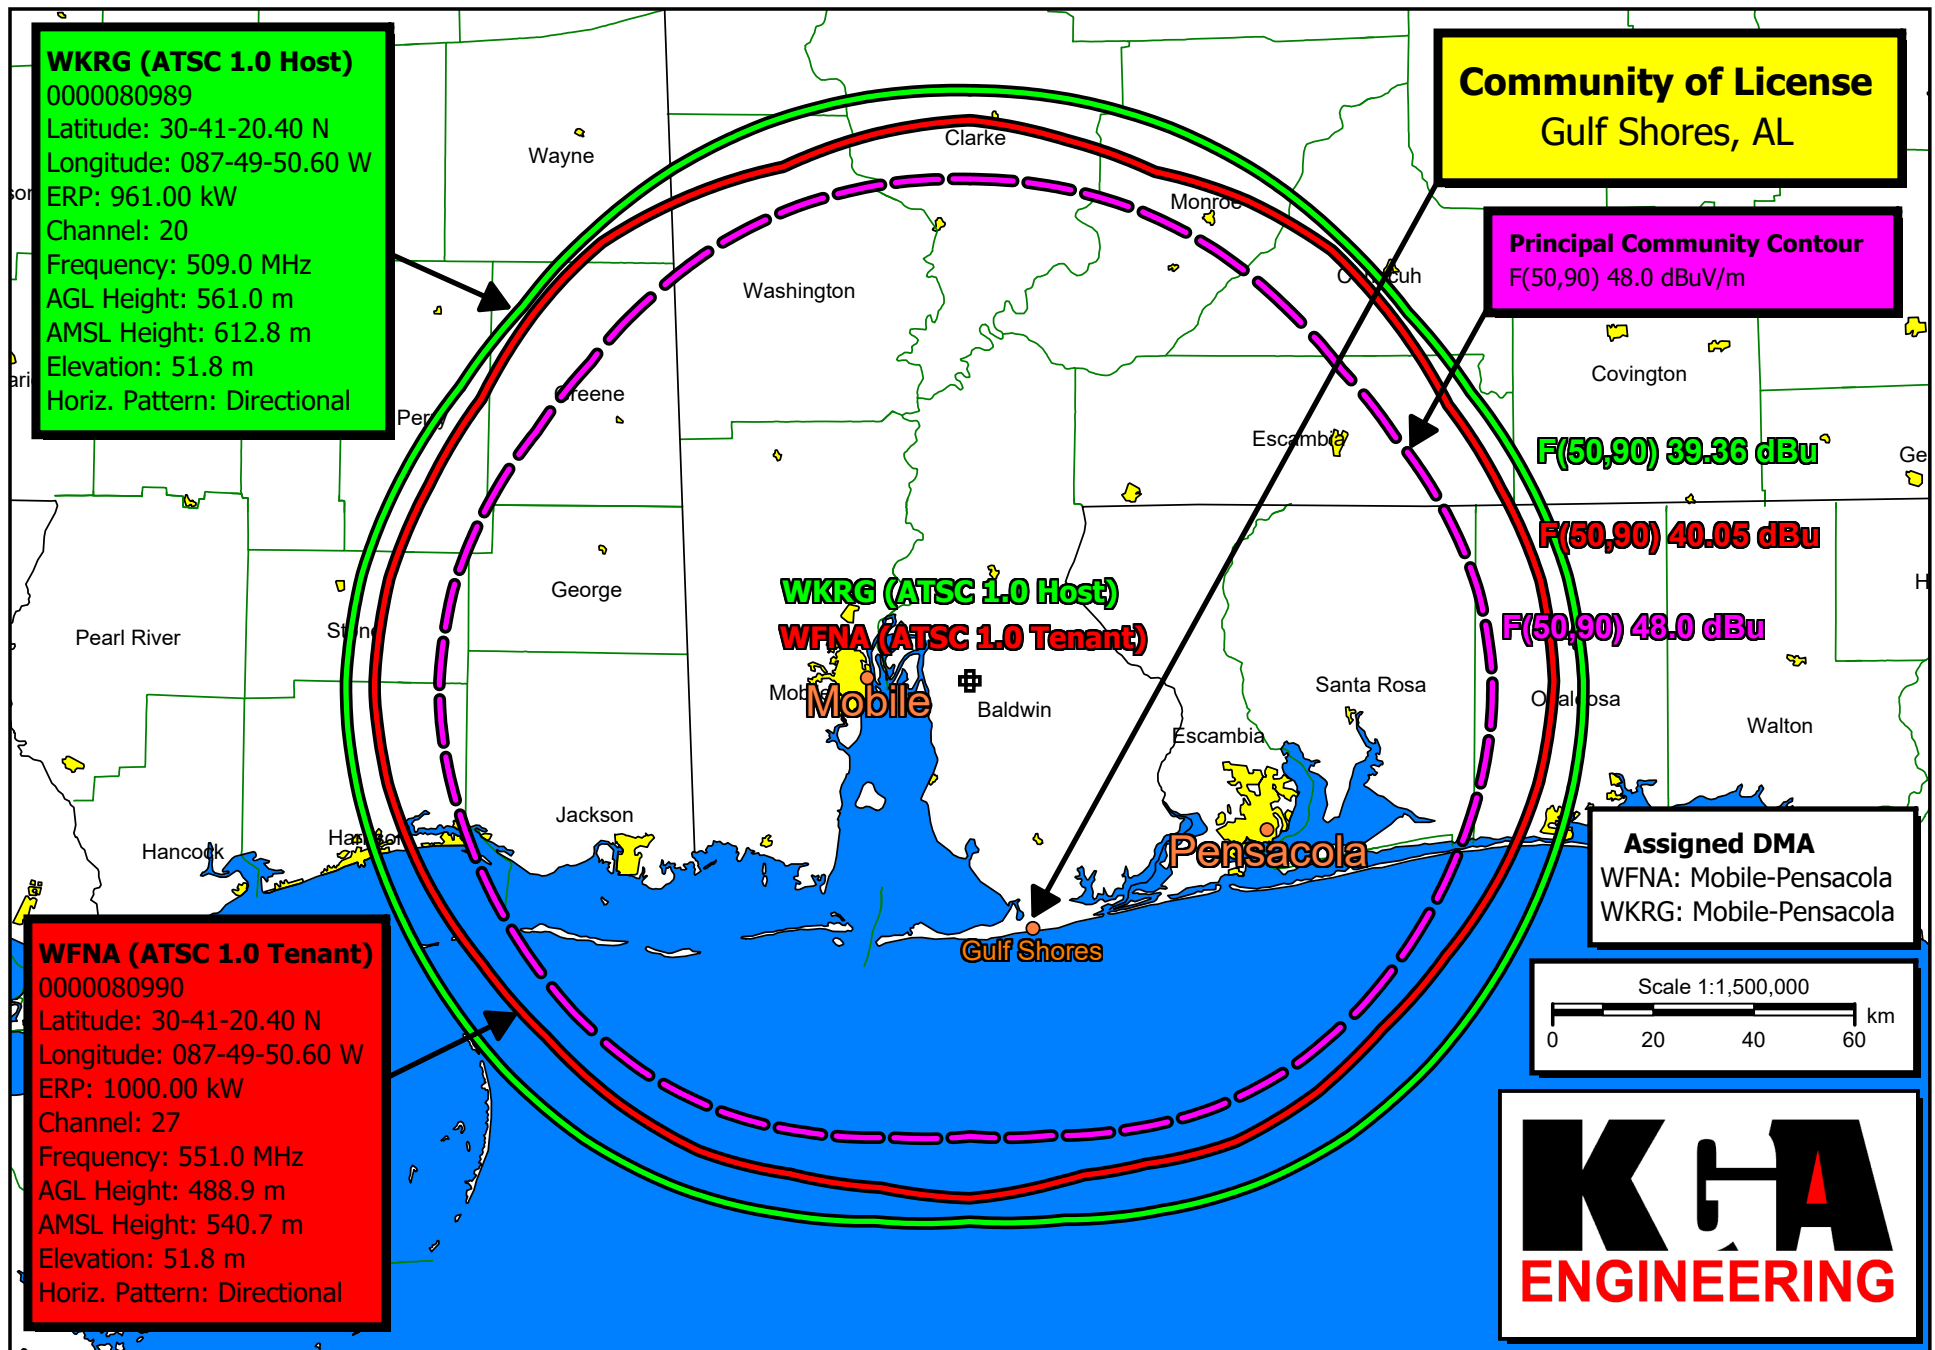 WKRG (ATSC 1.0 Host)
0000080989
Latitude: 30-41-20.40 N
Longitude: 087-49-50.60 W
ERP: 961.00 kW
Channel: 20
Frequency: 509.0 MHz
AGL Height: 561.0 m
AMSL Height: 612.8 m
Elevation: 51.8 m
Horiz. Pattern: Directional
Community of License
Gulf Shores, AL
Principal Community Contour
F(50,90) 48.0 dBuV/m
Clarke
Wayne
Monroe
Washington
Covington
Greene
Perry
Escambia
F(50,90) 39.36 dBu
Ge
F(50,90) 40.05 dBu
George
WKRG (ATSC 1.0 Host)
H
Pearl River
Stone
WFNA (ATSC 1.0 Tenant)
F(50,90) 48.0 dBu
Mobile
Mobile
Baldwin
Santa Rosa
Okaloosa
Walton
Escambia
Jackson
Hancock
Harrison
Pensacola
Gulf Shores
Assigned DMA
WFNA: Mobile-Pensacola
WKRG: Mobile-Pensacola
WFNA (ATSC 1.0 Tenant)
0000080990
Latitude: 30-41-20.40 N
Longitude: 087-49-50.60 W
ERP: 1000.00 kW
Channel: 27
Frequency: 551.0 MHz
AGL Height: 488.9 m
AMSL Height: 540.7 m
Elevation: 51.8 m
Horiz. Pattern: Directional
Scale 1:1,500,000
km
0 20 40 60
KGA
ENGINEERING